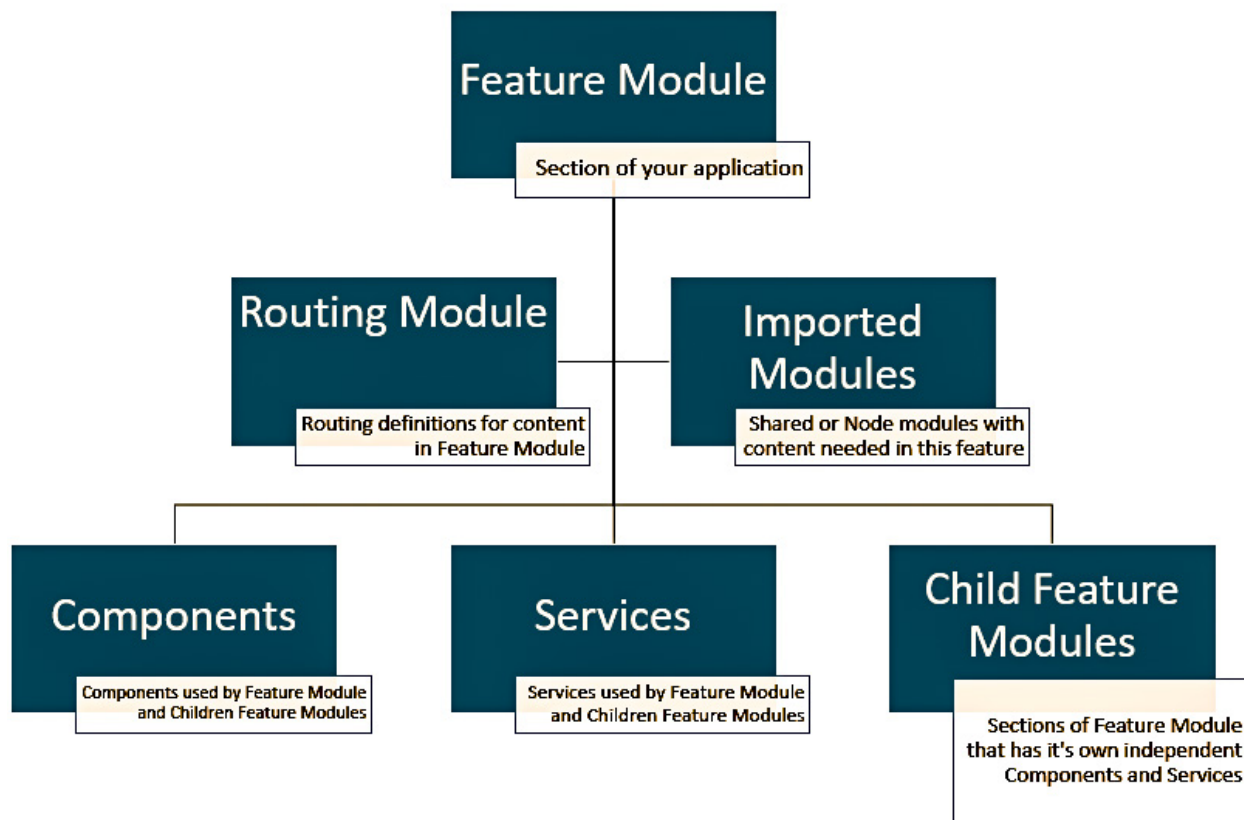 Feature Module
Section of your application
Routing Module
Routing definitions for content
in Feature Module
Imported
Modules
Shared or Node modules with
content needed in this feature
Components
Components used by Feature Module
and Children Feature Modules
Services
Services used by Feature Module
and Children Feature Modules
Child Feature
Modules
Sections of Feature Module
that has it's own independent
Components and Services